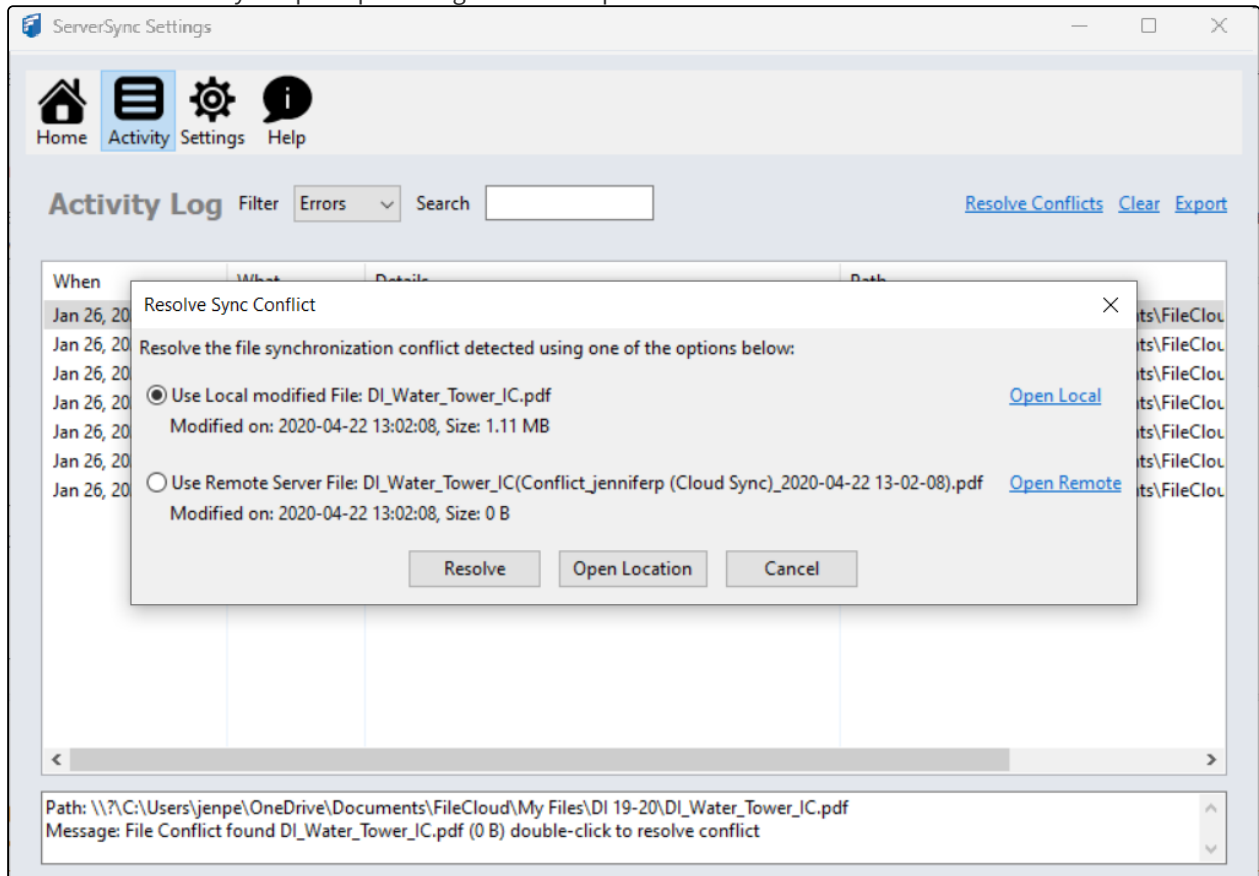 ServerSync Settings
Home Activity Settings Help
Activity Log Filter Errors Search Resolve Conflicts Clear Export
When What Details Path
Resolve Sync Conflict
Jan 26, 20 ts\FileClou
Resolve the file synchronization conflict detected using one of the options below:
Jan 26, 20 ts\FileClou
Jan 26, 20 ts\FileClou
Use Local modified File: DI_Water_Tower_IC.pdf Open Local
Jan 26, 20 ts\FileClou
Modified on: 2020-04-22 13:02:08, Size: 1.11 MB
Jan 26, 20 ts\FileClou
Jan 26, 20 ts\FileClou
Use Remote Server File: DI_Water_Tower_IC(Conflict_jenniferp (Cloud Sync)_2020-04-22 13-02-08).pdf Open Remote
Jan 26, 20 ts\FileClou
Modified on: 2020-04-22 13:02:08, Size: 0 B
Resolve Open Location Cancel
Path: \\?\C:\Users\jenpe\OneDrive\Documents\FileCloud\My Files\DI 19-20\DI_Water_Tower_IC.pdf
Message: File Conflict found DI_Water_Tower_IC.pdf (0 B) double-click to resolve conflict